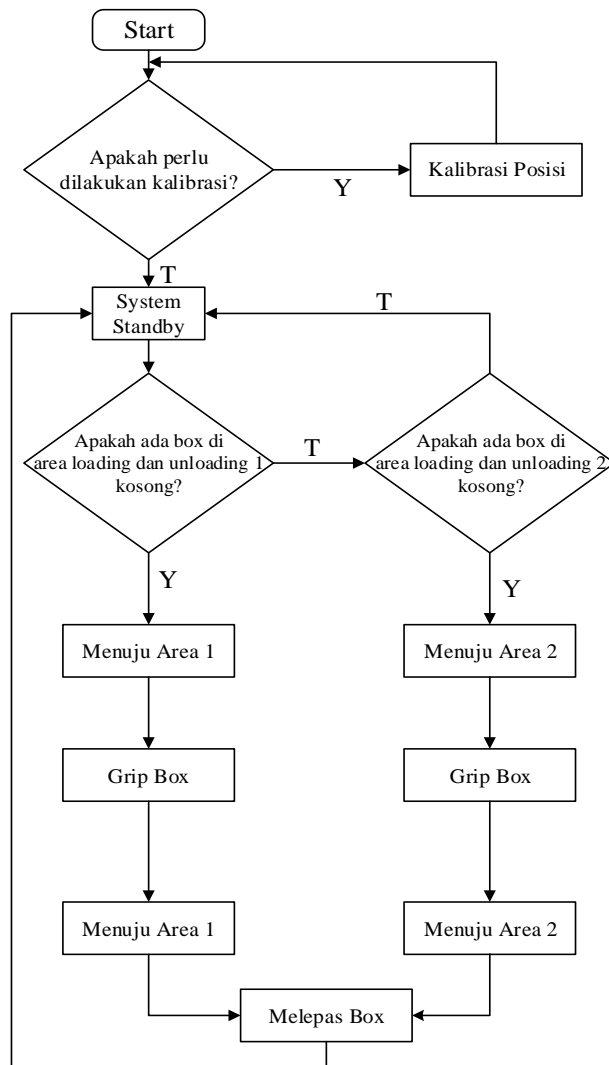 Start
Apakah perlu
dilakukan kalibrasi?
Y
Kalibrasi Posisi
T
System
Standby
T
Apakah ada box di
area loading dan unloading 1
kosong?
T
Apakah ada box di
area loading dan unloading 2
kosong?
Y
Y
Menuju Area 1
Menuju Area 2
Grip Box
Grip Box
Menuju Area 1
Menuju Area 2
Melepas Box